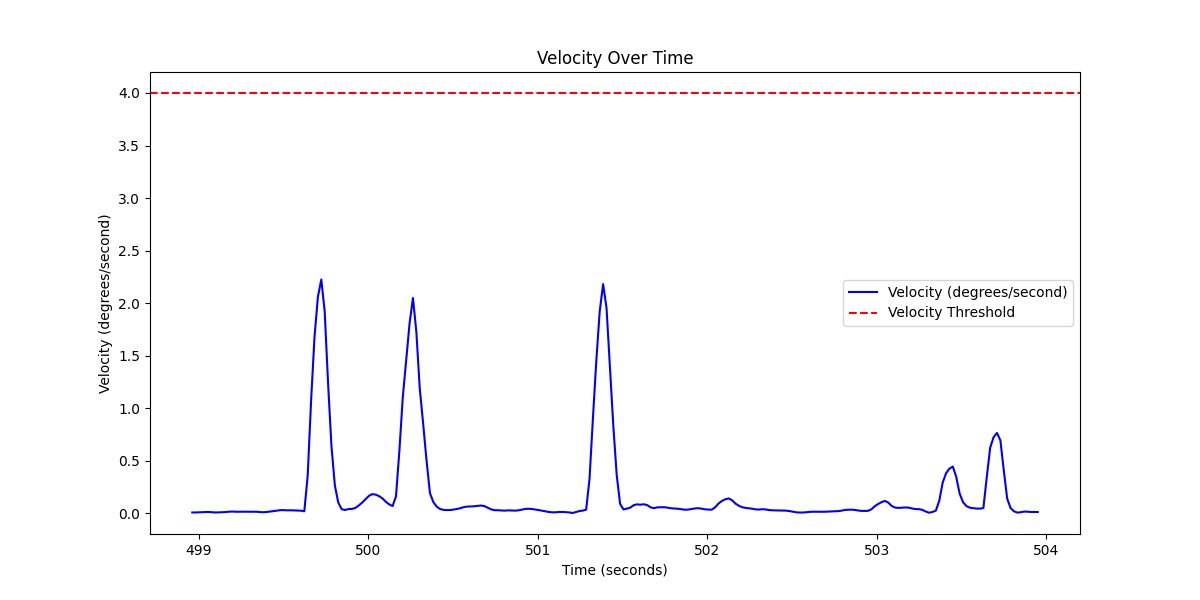 Velocity Over Time
Velocity (degrees/second)
4.0
3.5
3.0
2.5
2.0
1.5
1.0
0.5
0.0
Velocity (degrees/second)
Velocity Threshold
499 500 501 502 503 504
Time (seconds)